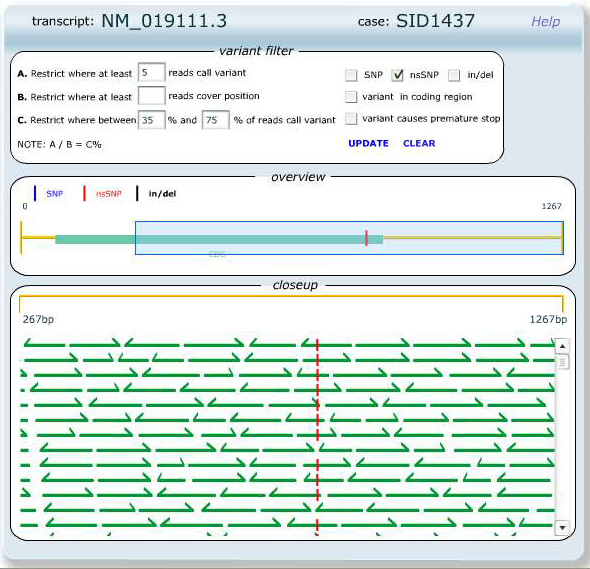 transcript: NM_019111.3 case: SID1437 Help
variant filter
A. Restrict where at least 5 reads call variant SNP nsSNP in/del
B. Restrict where at least reads cover position variant in coding region
C. Restrict where between 35 % and 75 % of reads call variant variant causes premature stop
NOTE: A / B = C% UPDATE CLEAR
overview
SNP nsSNP in/del
0 1267
CDS
closeup
267bp 1267bp